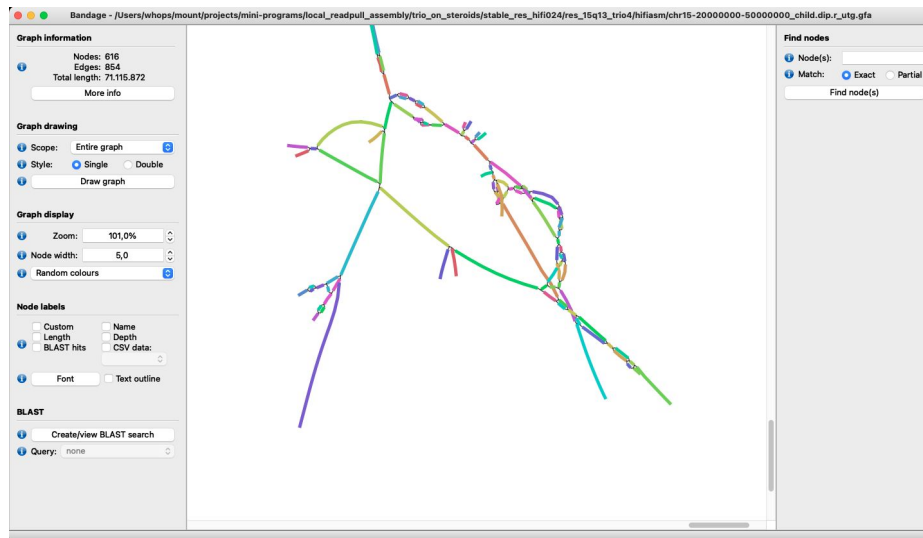 Bandage - /Users/whops/mount/projects/mini-programs/local_readpull_assembly/trio_on_steroids/stable_res_hifi024/res_15q13_trio4/hifiasm/chr15-20000000-50000000_child.dip.r_utg.gfa
Graph information
Nodes: 616
Edges: 854
Total length: 71.115.872
More info
Graph drawing
Scope: Entire graph
Style: Single Double
Draw graph
Graph display
Zoom: 101,0%
Node width: 5,0
Random colours
Node labels
Custom Name
Length Depth
BLAST hits CSV data:
Font Text outline
BLAST
Create/view BLAST search
Query: none
Find nodes
Node(s):
Match: Exact Partial
Find node(s)